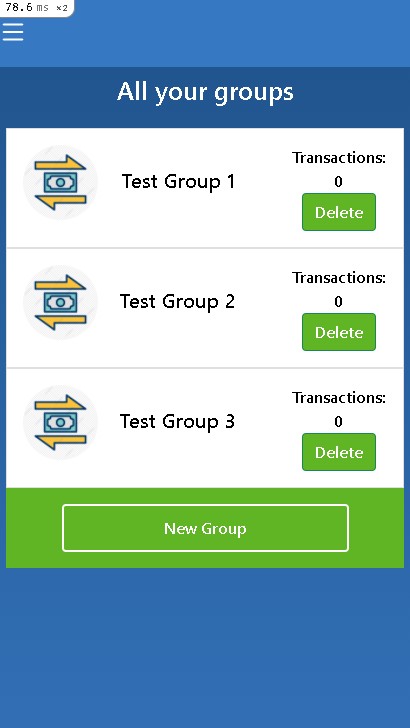 78.6 ms ×2
All your groups
Transactions:
Test Group 1
0
Delete
Transactions:
Test Group 2
0
Delete
Transactions:
Test Group 3
0
Delete
New Group